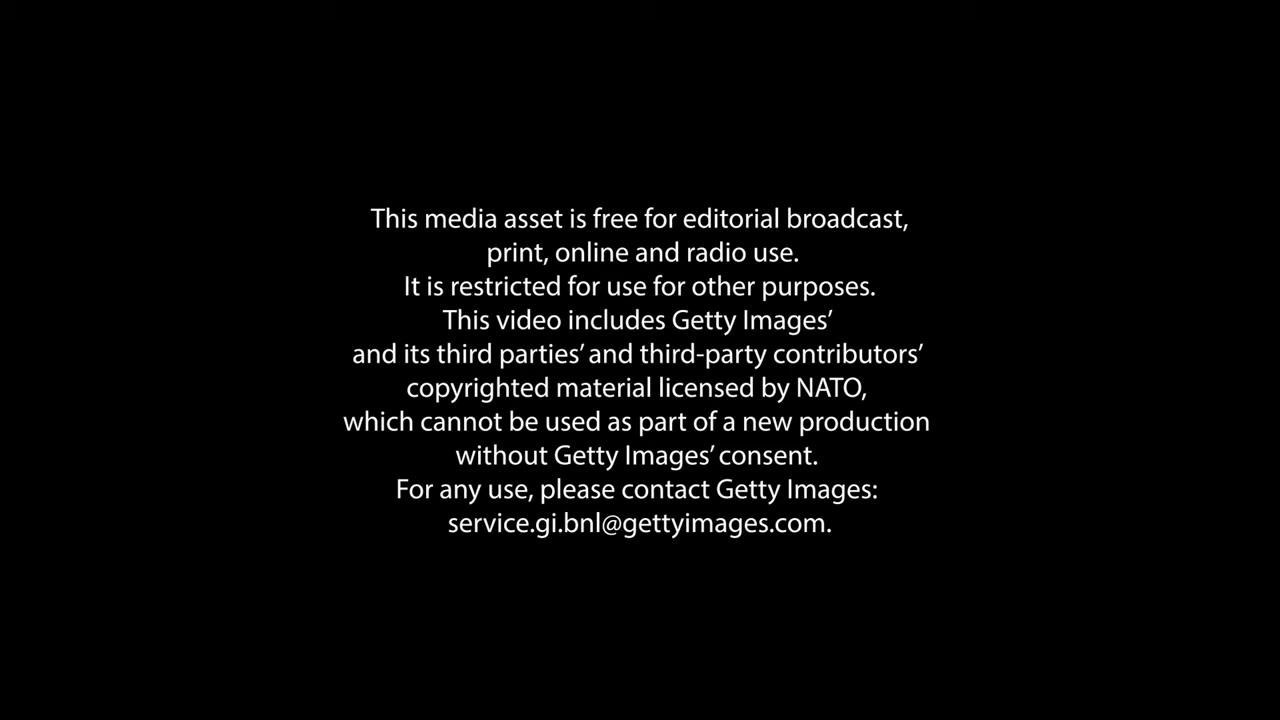 This media asset is free for editorial broadcast,
print, online and radio use.
It is restricted for use for other purposes.
This video includes Getty Images’
and its third parties’ and third-party contributors’
copyrighted material licensed by NATO,
which cannot be used as part of a new production
without Getty Images’ consent.
For any use, please contact Getty Images:
service.gi.bnl@gettyimages.com.